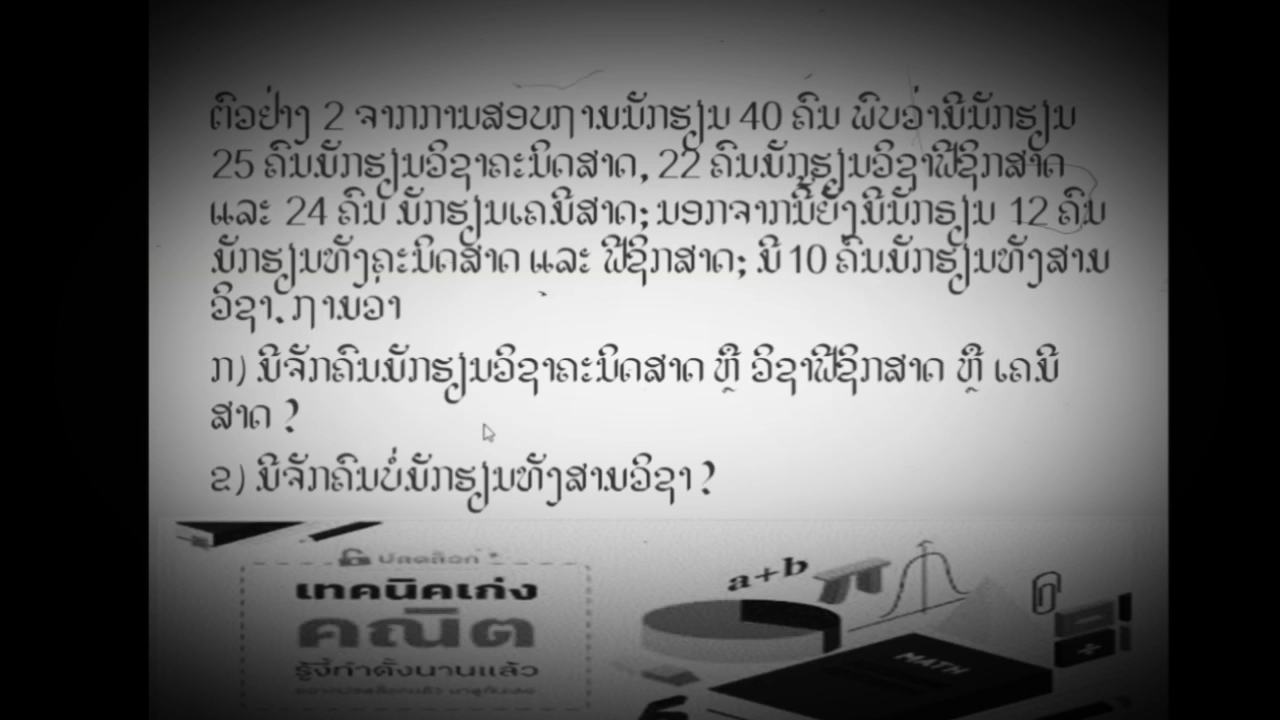 ຕົວຢ່າງ 2 ຈາກການສອບຖາມນັກຮຽນ 40 ຄົນ ພົບວ່າມີນັກຮຽນ
25 ຄົນມັກຮຽນວິຊາຄະນິດສາດ, 22 ຄົນມັກຮຽນວິຊາຟີຊິກສາດ
ແລະ 24 ຄົນ ມັກຮຽນເຄມີສາດ; ນອກຈາກນີ້ຍັງມີນັກຮຽນ 12 ຄົນ
ມັກຮຽນທັງຄະນິດສາດ ແລະ ຟີຊິກສາດ; ມີ 10 ຄົນມັກຮຽນທັງສາມ
ວິຊາ. ຖາມວ່າ
ກ) ມີຈັກຄົນມັກຮຽນວິຊາຄະນິດສາດ ຫຼື ວິຊາຟີຊິກສາດ ຫຼື ເຄມີ
ສາດ ?
ຂ) ມີຈັກຄົນບໍ່ມັກຮຽນທັງສາມວິຊາ ?
ปลดล็อก
a+b
เทคนิคเก่ง
คณิต
MATH
รู้งี้ทำตั้งนานแล้ว